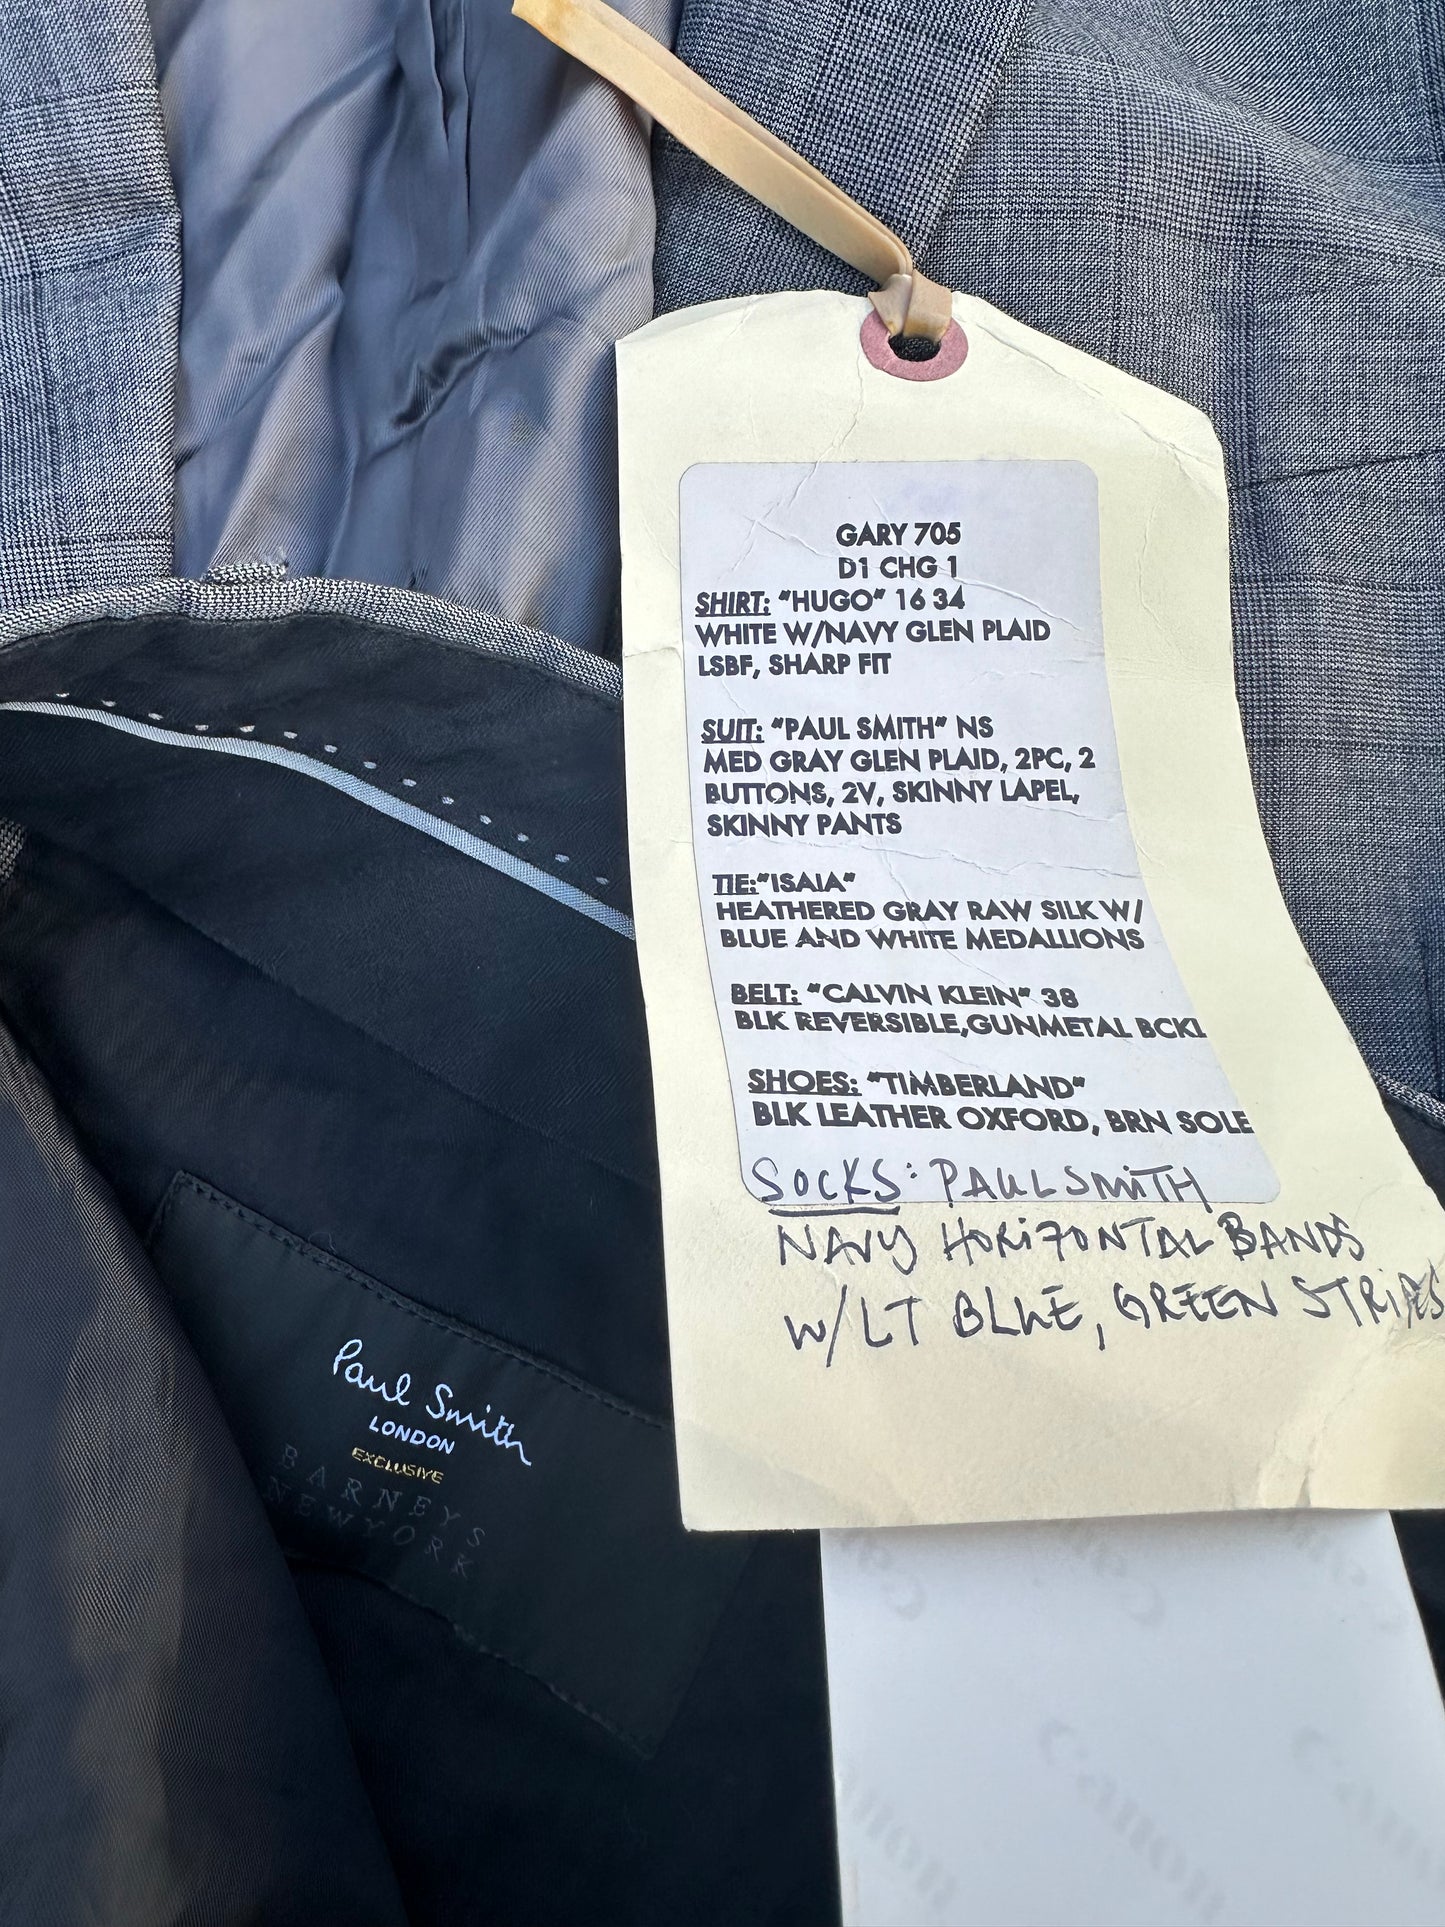 GARY 705
D1 CHG 1
SHIRT: "HUGO" 16 34
WHITE W/NAVY GLEN PLAID
LSBF, SHARP FIT
SUIT: "PAUL SMITH" NS
MED GRAY GLEN PLAID, 2PC, 2
BUTTONS, 2V, SKINNY LAPEL,
SKINNY PANTS
TIE:"ISAIA"
HEATHERED GRAY RAW SILK W/
BLUE AND WHITE MEDALLIONS
BELT: "CALVIN KLEIN" 38
BLK REVERSIBLE,GUNMETAL BCKL
SHOES: "TIMBERLAND"
BLK LEATHER OXFORD, BRN SOLE
SOCKS: PAUL SMITH
NAVY HORIZONTAL BANDS
W/LT BLUE, GREEN STRIPES
Paul Smith
LONDON
EXCLUSIVE
BARNEYS
NEWYORK